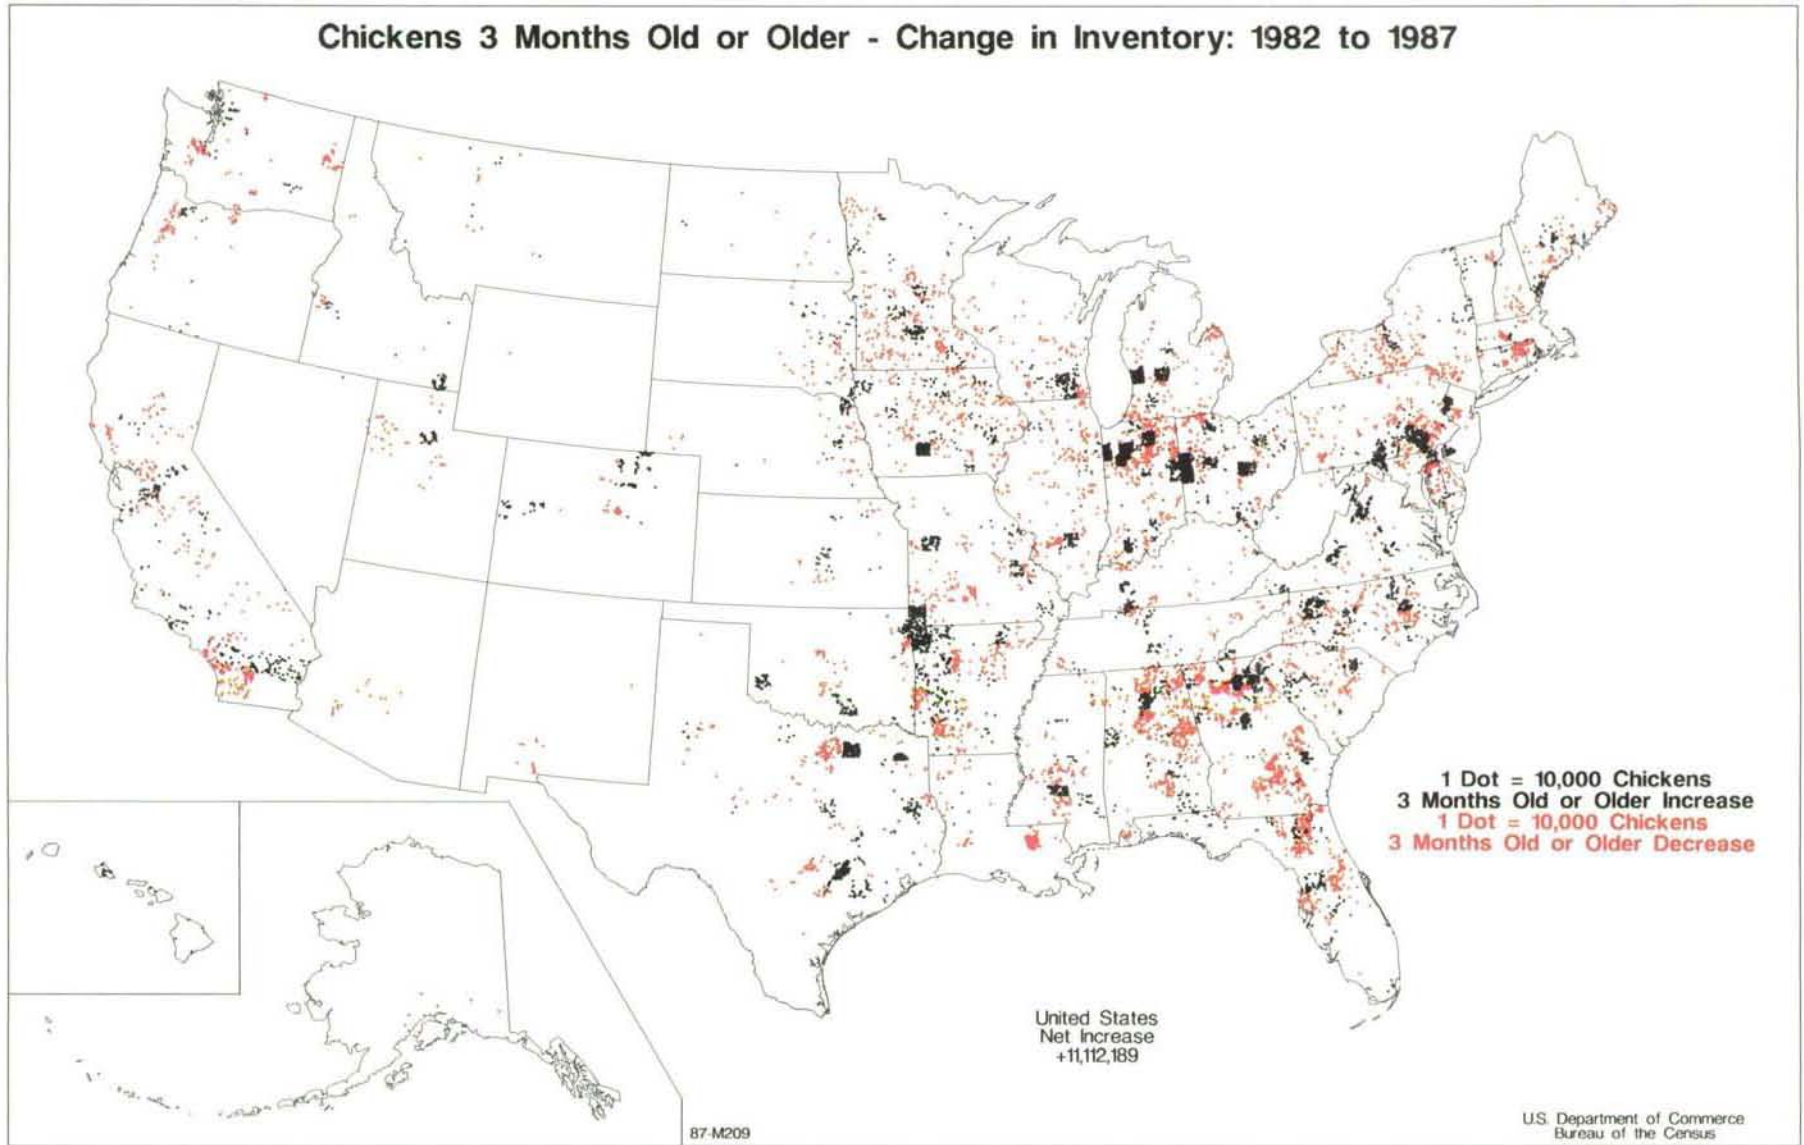 Chickens 3 Months Old or Older - Change in Inventory: 1982 to 1987
1 Dot = 10,000 Chickens
3 Months Old or Older Increase
1 Dot = 10,000 Chickens
3 Months Old or Older Decrease
United States
Net Increase
+11,112,189
87-M209
U.S. Department of Commerce
Bureau of the Census